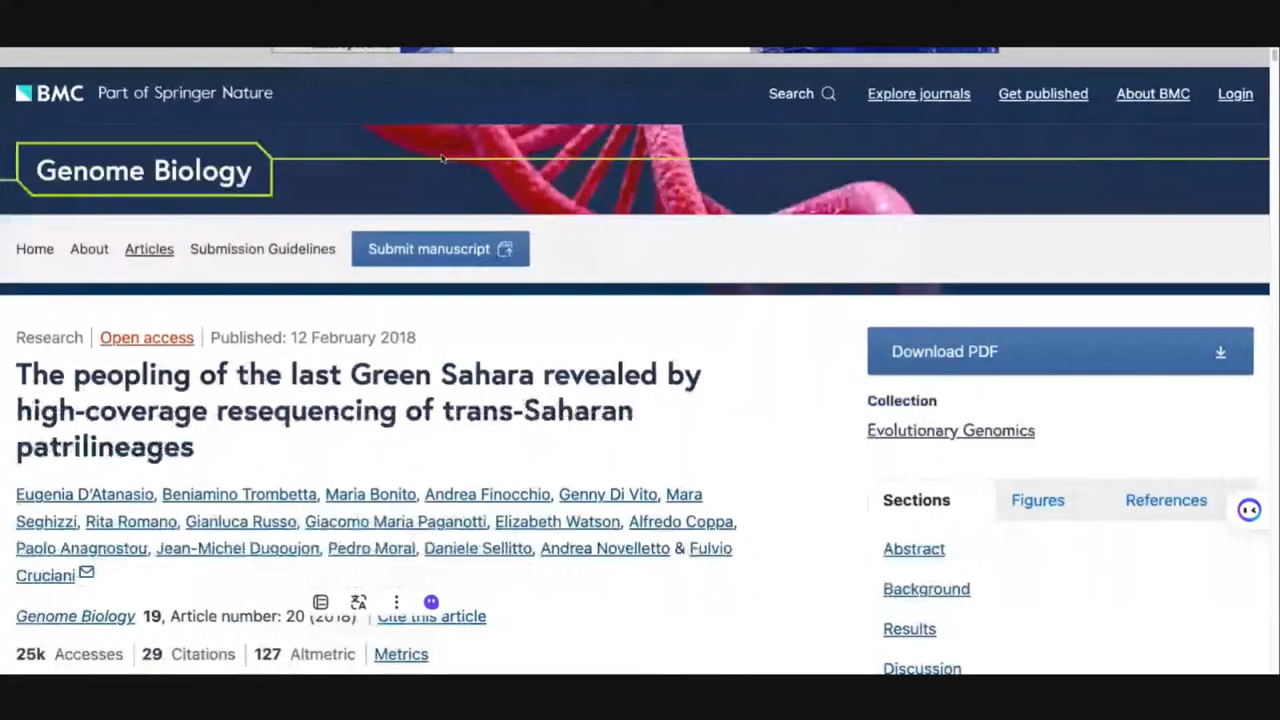 BMC Part of Springer Nature
Search
Explore journals
Get published
About BMC
Login
Genome Biology
Home
About
Articles
Submission Guidelines
Submit manuscript
Research
Open access
Published: 12 February 2018
The peopling of the last Green Sahara revealed by
high-coverage resequencing of trans-Saharan
patrilineages
Eugenia D'Atanasio, Beniamino Trombetta, Maria Bonito, Andrea Finocchio, Genny Di Vito, Mara
Seghizzi, Rita Romano, Gianluca Russo, Giacomo Maria Paganotti, Elizabeth Watson, Alfredo Coppa,
Paolo Anagnostou, Jean-Michel Dugoujon, Pedro Moral, Daniele Sellitto, Andrea Novelletto & Fulvio
Cruciani
Genome Biology 19, Article number: 20 (2018)
Cite this article
25k Accesses
29 Citations
127 Altmetric
Metrics
Download PDF
Collection
Evolutionary Genomics
Sections
Figures
References
Abstract
Background
Results
Discussion